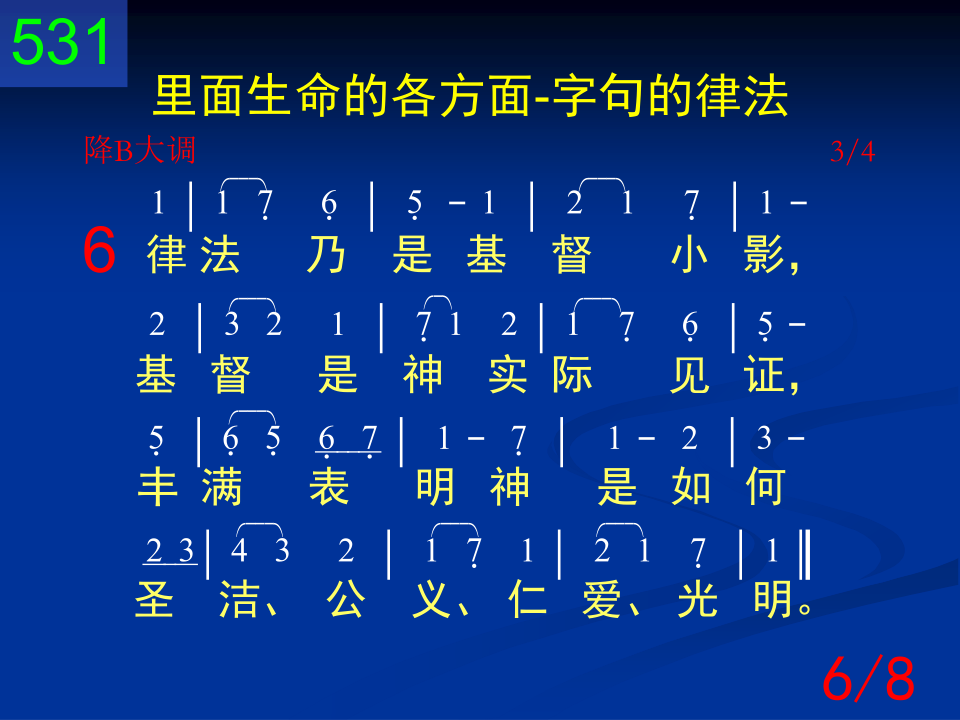 531
里面生命的各方面-字句的律法
降B大调 3/4
1 | 1 7̣ 6̣ | 5̣ - 1 | 2 1 7̣ | 1 -
6 律 法 乃 是 基 督 小 影，
2 | 3 2 1 | 7̣ 1 2 | 1 7̣ 6̣ | 5̣ -
基 督 是 神 实 际 见 证，
5̣ | 6̣ 5̣ 6̣ 7̣ | 1 - 7̣ | 1 - 2 | 3 -
丰 满 表 明 神 是 如 何
2 3 | 4 3 2 | 1 7̣ 1 | 2 1 7̣ | 1 ‖
圣 洁、 公 义、 仁 爱、 光 明。
6/8